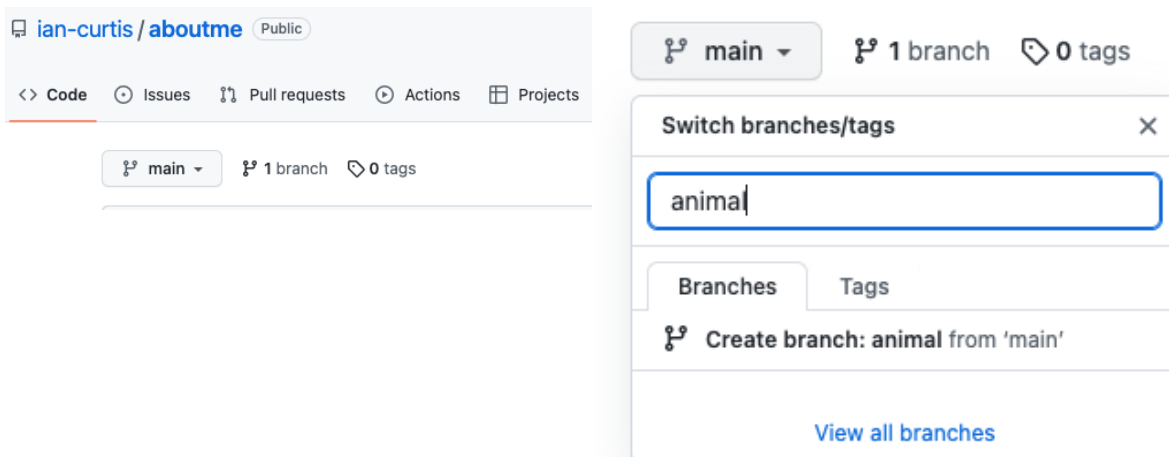 ian-curtis / aboutme Public
Code Issues Pull requests Actions Projects
main 1 branch 0 tags
main 1 branch 0 tags
Switch branches/tags
animal
Branches Tags
Create branch: animal from ‘main’
View all branches